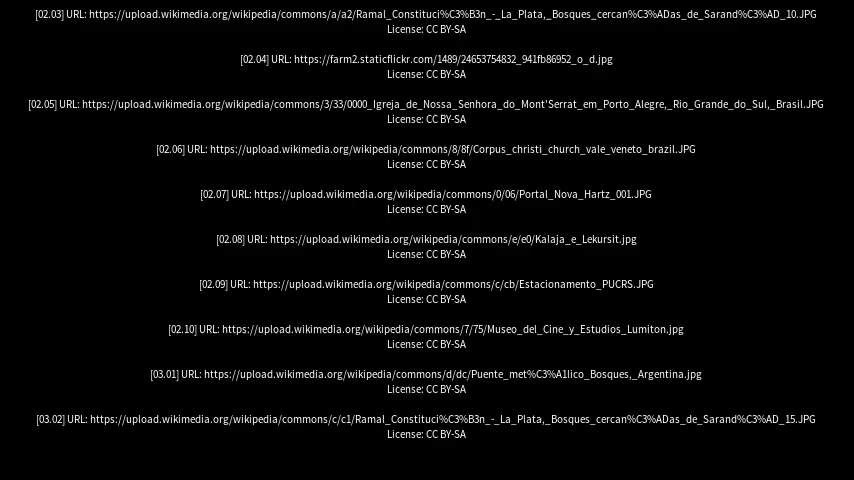 [02.03] URL: https://upload.wikimedia.org/wikipedia/commons/a/a2/Ramal_Constituci%C3%B3n_-_La_Plata,_Bosques_cercan%C3%ADas_de_Sarand%C3%AD_10.JPG
License: CC BY-SA
[02.04] URL: https://farm2.staticflickr.com/1489/24653754832_941fb86952_o_d.jpg
License: CC BY-SA
[02.05] URL: https://upload.wikimedia.org/wikipedia/commons/3/33/0000_Igreja_de_Nossa_Senhora_do_Mont'Serrat_em_Porto_Alegre,_Rio_Grande_do_Sul,_Brasil.JPG
License: CC BY-SA
[02.06] URL: https://upload.wikimedia.org/wikipedia/commons/8/8f/Corpus_christi_church_vale_veneto_brazil.JPG
License: CC BY-SA
[02.07] URL: https://upload.wikimedia.org/wikipedia/commons/0/06/Portal_Nova_Hartz_001.JPG
License: CC BY-SA
[02.08] URL: https://upload.wikimedia.org/wikipedia/commons/e/e0/Kalaja_e_Lekursit.jpg
License: CC BY-SA
[02.09] URL: https://upload.wikimedia.org/wikipedia/commons/c/cb/Estacionamento_PUCRS.JPG
License: CC BY-SA
[02.10] URL: https://upload.wikimedia.org/wikipedia/commons/7/75/Museo_del_Cine_y_Estudios_Lumiton.jpg
License: CC BY-SA
[03.01] URL: https://upload.wikimedia.org/wikipedia/commons/d/dc/Puente_met%C3%A1lico_Bosques,_Argentina.jpg
License: CC BY-SA
[03.02] URL: https://upload.wikimedia.org/wikipedia/commons/c/c1/Ramal_Constituci%C3%B3n_-_La_Plata,_Bosques_cercan%C3%ADas_de_Sarand%C3%AD_15.JPG
License: CC BY-SA